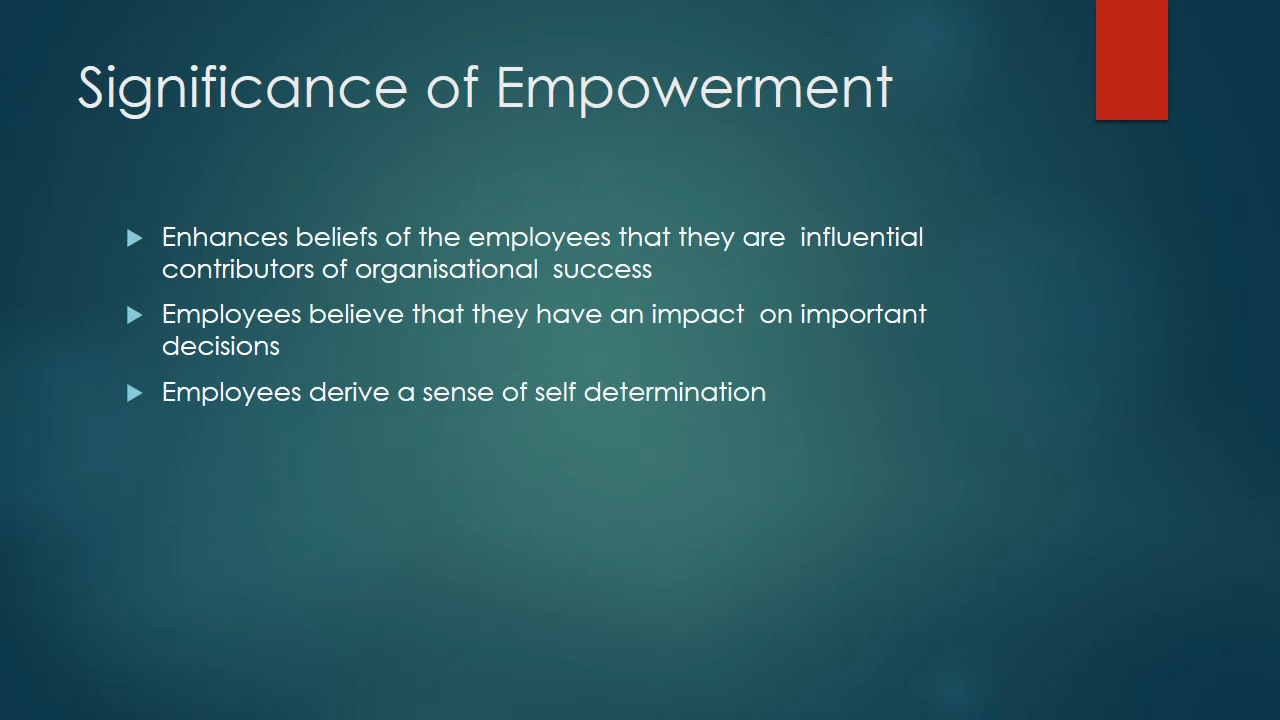 Significance of Empowerment
Enhances beliefs of the employees that they are  influential
contributors of organisational  success
Employees believe that they have an impact  on important
decisions
Employees derive a sense of self determination